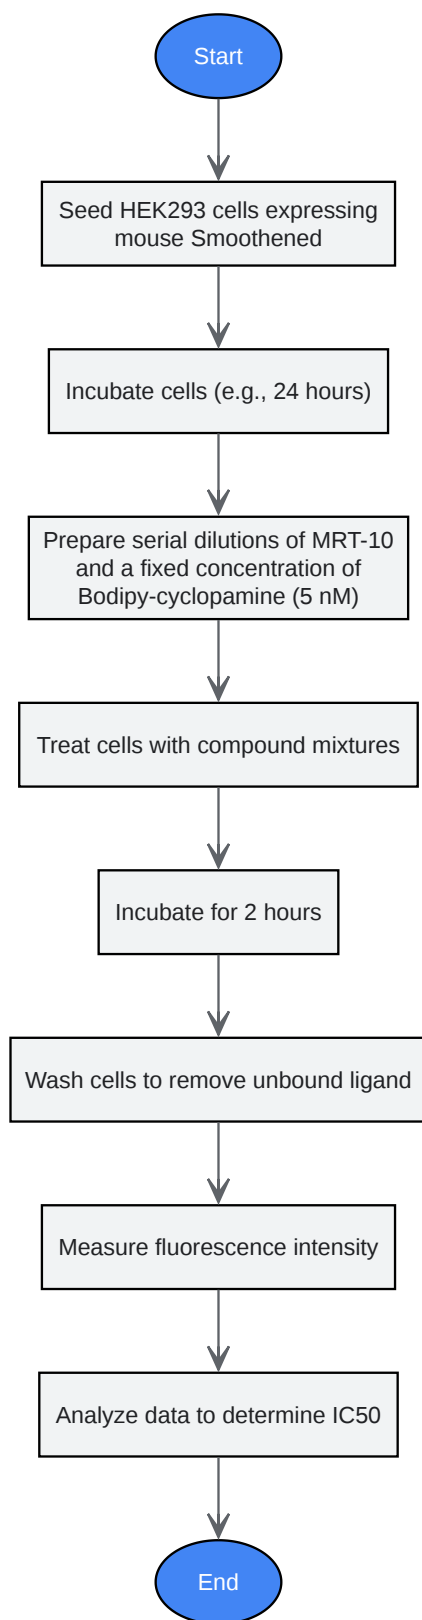 Start
Seed HEK293 cells expressing
mouse Smoothened
Incubate cells (e.g., 24 hours)
Prepare serial dilutions of MRT-10
and a fixed concentration of
Bodipy-cyclopamine (5 nM)
Treat cells with compound mixtures
Incubate for 2 hours
Wash cells to remove unbound ligand
Measure fluorescence intensity
Analyze data to determine IC50
End